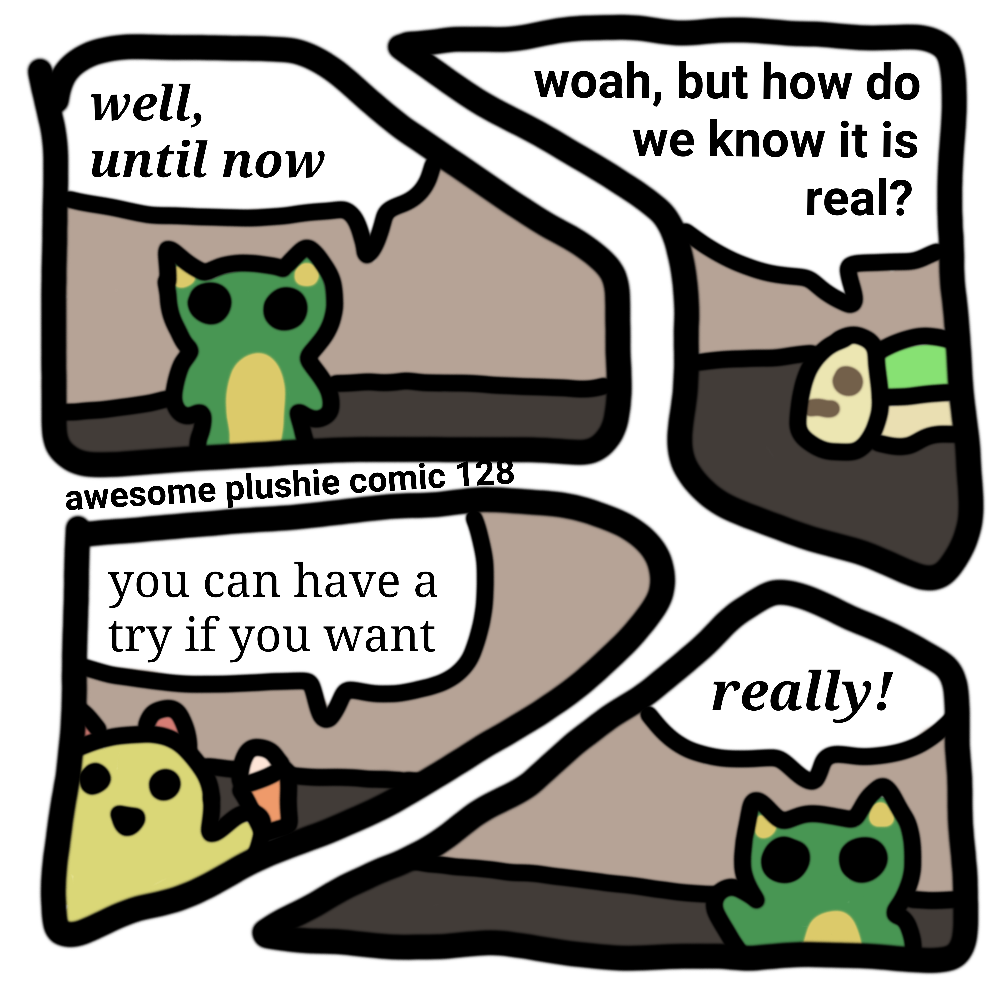 well,
until now
woah, but how do
we know it is
real?
awesome plushie comic 128
you can have a
try if you want
really!